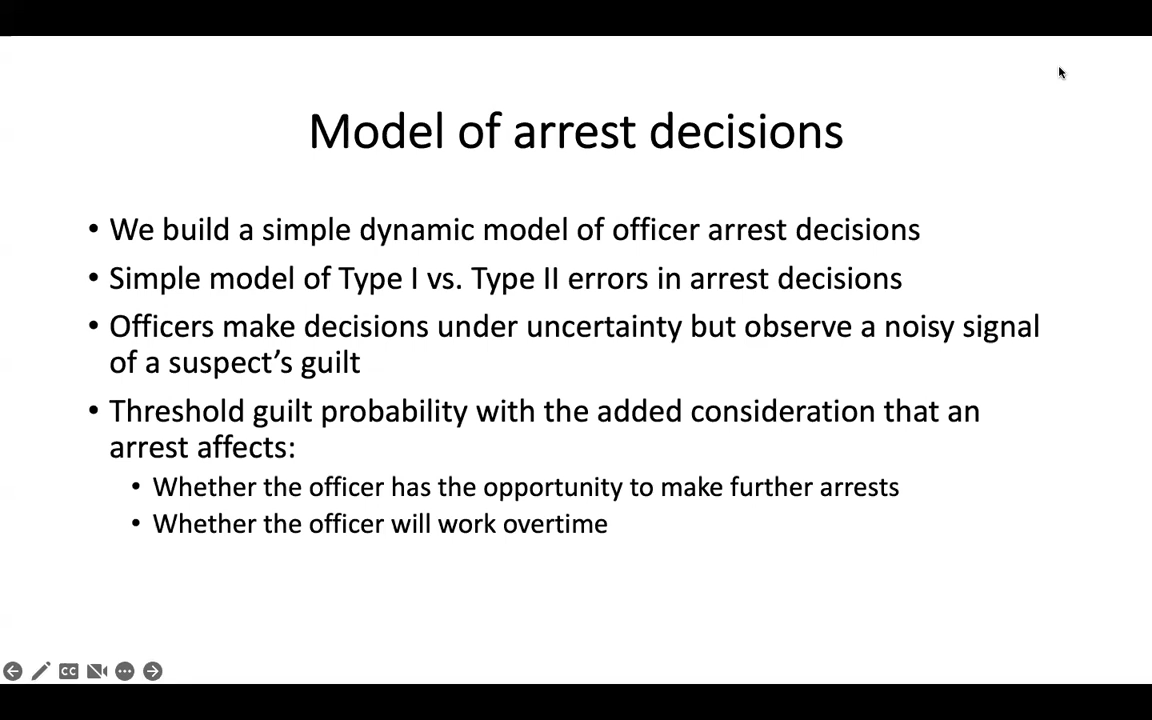 Model of arrest decisions
• We build a simple dynamic model of officer arrest decisions
• Simple model of Type I vs. Type II errors in arrest decisions
• Officers make decisions under uncertainty but observe a noisy signal
of a suspect’s guilt
• Threshold guilt probability with the added consideration that an
arrest affects:
• Whether the officer has the opportunity to make further arrests
• Whether the officer will work overtime
CC